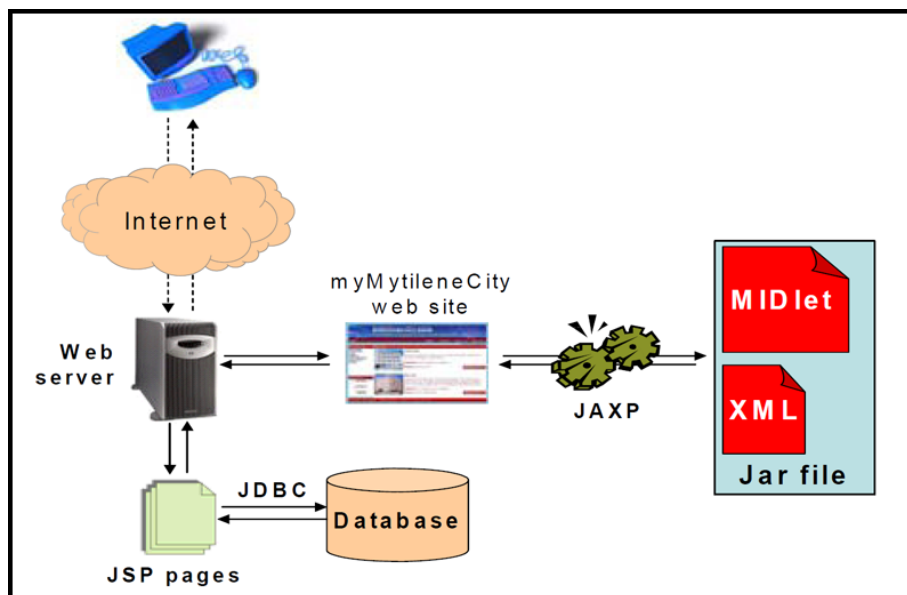 Internet
myMytileneCity
web site
Web
server
JAXP
MIDlet
XML
Jar file
JDBC
Database
JSP pages